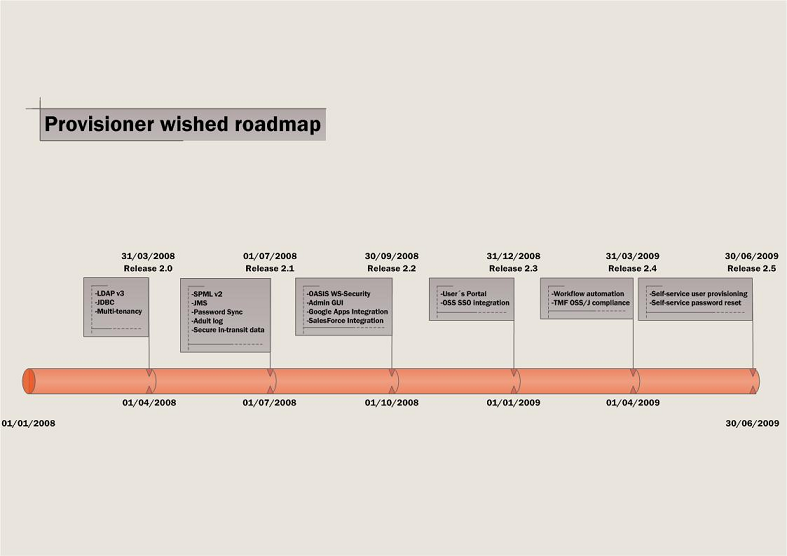 Provisioner wished roadmap
31/03/2008
Release 2.0
-LDAP v3
-JDBC
-Multi-tenancy
01/07/2008
Release 2.1
-SPML v2
-JMS
-Password Sync
-Adult log
-Secure in-transit data
30/09/2008
Release 2.2
-OASIS WS-Security
-Admin GUI
-Google Apps Integration
-SalesForce Integration
31/12/2008
Release 2.3
-User´s Portal
-OSS SSO integration
31/03/2009
Release 2.4
-Workflow automation
-TMF OSS/J compliance
30/06/2009
Release 2.5
-Self-service user provisioning
-Self-service password reset
01/04/2008
01/07/2008
01/10/2008
01/01/2009
01/04/2009
01/01/2008
30/06/2009